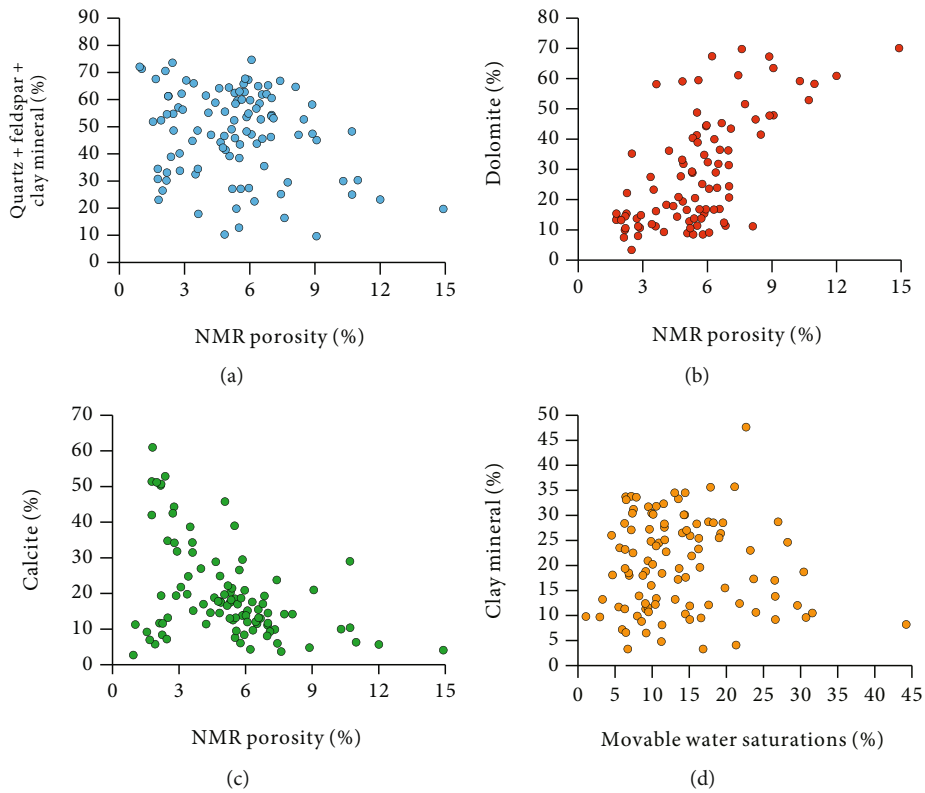 90
80
70
60
50
40
30
20
10
0
Quartz + feldspar +
clay mineral (%)
0 3 6 9 12 15
NMR porosity (%)
(a)
80
70
60
50
40
30
20
10
0
Dolomite (%)
0 3 6 9 12 15
NMR porosity (%)
(b)
70
60
50
40
30
20
10
0
Calcite (%)
0 3 6 9 12 15
NMR porosity (%)
(c)
50
45
40
35
30
25
20
15
10
5
0
Clay mineral (%)
0 5 10 15 20 25 30 35 40 45
Movable water saturations (%)
(d)